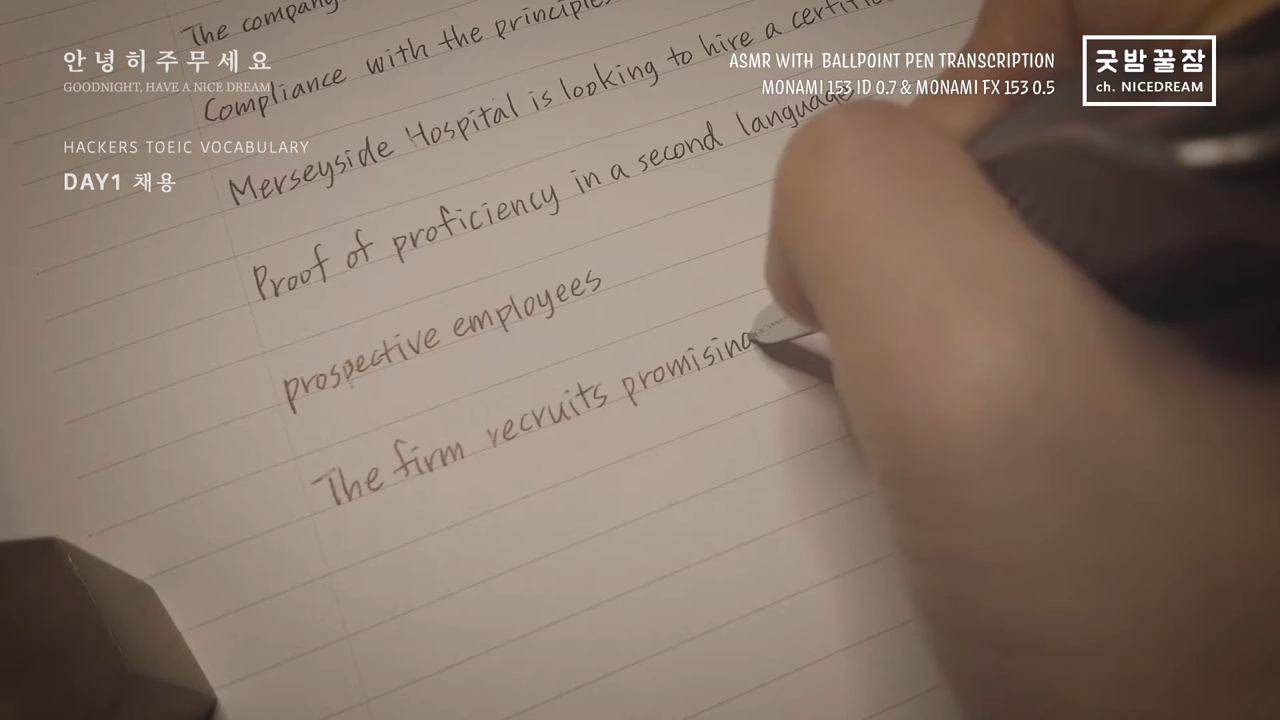 안녕히주무세요
GOODNIGHT, HAVE A NICE DREAM
HACKERS TOEIC VOCABULARY
DAY1 채용
ASMR WITH BALLPOINT PEN TRANSCRIPTION
MONAMI 153 ID 0.7 & MONAMI FX 153 0.5
굿밤꿀잠
ch. NICEDREAM
The company
Compliance with the principles
Merseyside Hospital is looking to hire a
Proof of proficiency in a second language
prospective employees
The firm recruits promising